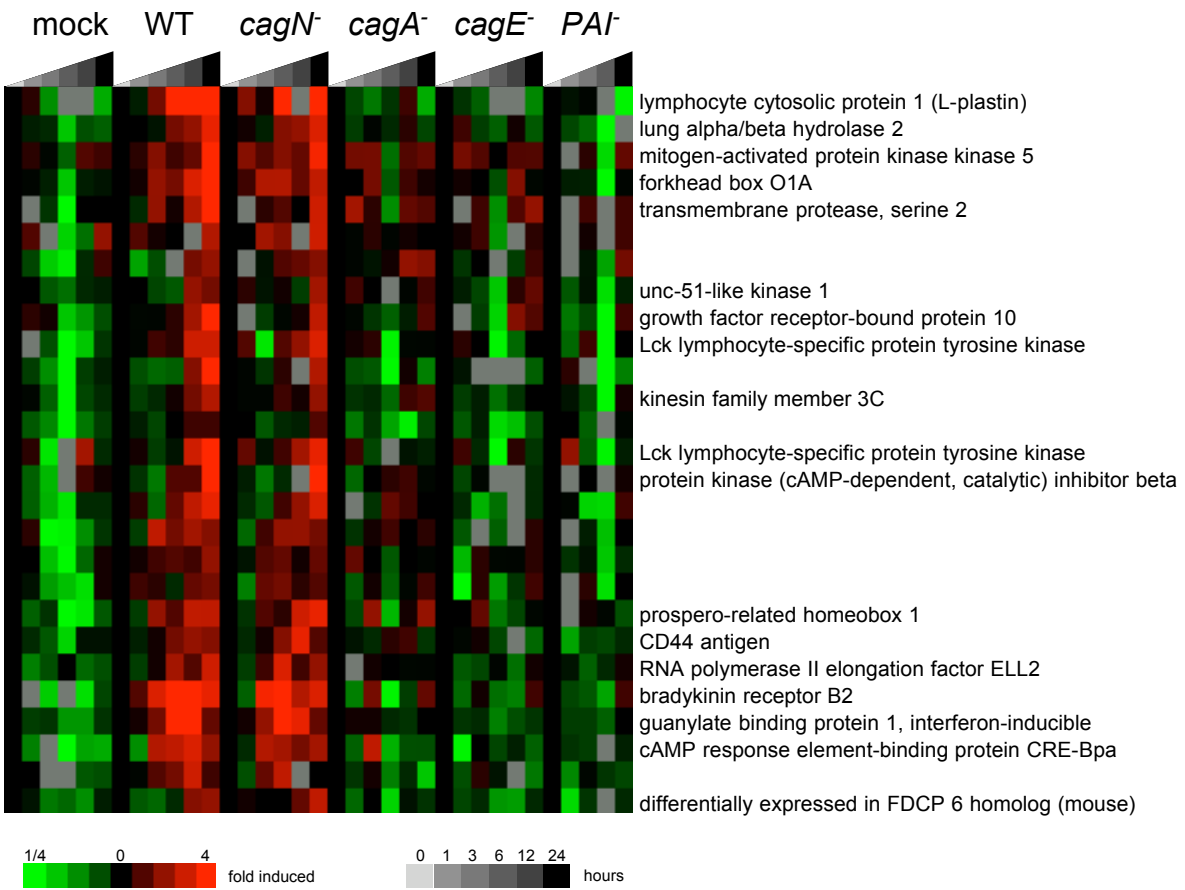 mock WT cagN- cagA- cagE- PAI-
lymphocyte cytosolic protein 1 (L-plastin)
lung alpha/beta hydrolase 2
mitogen-activated protein kinase kinase 5
forkhead box O1A
transmembrane protease, serine 2
unc-51-like kinase 1
growth factor receptor-bound protein 10
Lck lymphocyte-specific protein tyrosine kinase
kinesin family member 3C
Lck lymphocyte-specific protein tyrosine kinase
protein kinase (cAMP-dependent, catalytic) inhibitor beta
prospero-related homeobox 1
CD44 antigen
RNA polymerase II elongation factor ELL2
bradykinin receptor B2
guanylate binding protein 1, interferon-inducible
cAMP response element-binding protein CRE-Bpa
differentially expressed in FDCP 6 homolog (mouse)
1/4 0 4 fold induced
0 1 3 6 12 24 hours